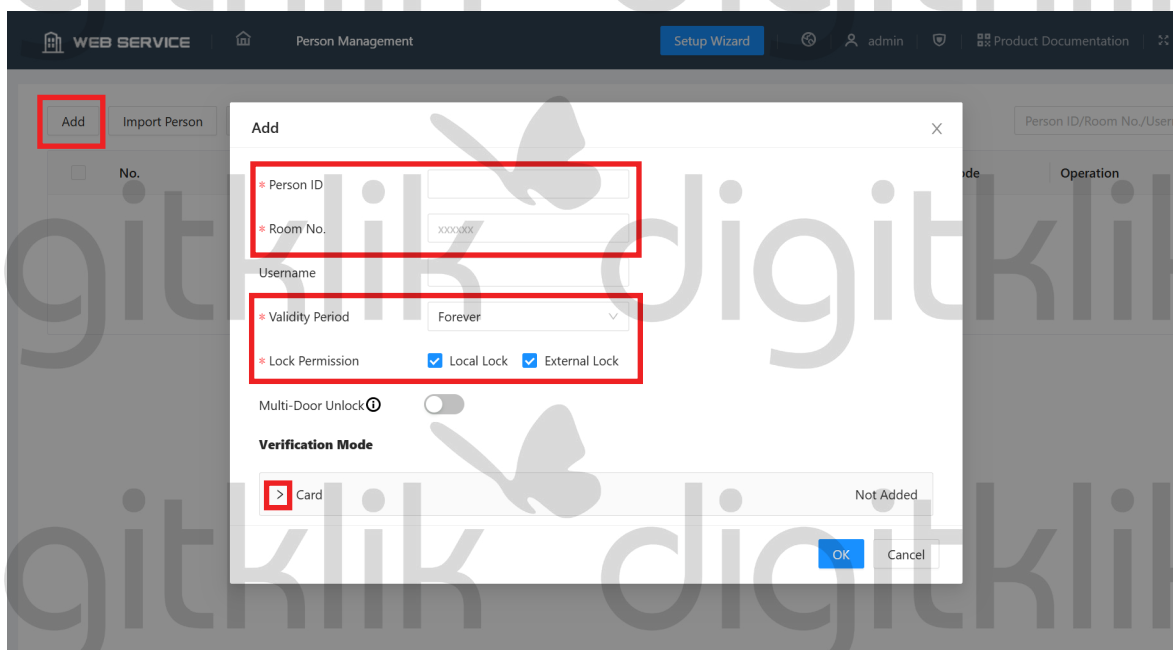 WEB SERVICE Person Management Setup Wizard admin Product Documentation
Add Import Person Person ID/Room No./User
Add
No. Operation
* Person ID
* Room No. xxxxxx
Username
* Validity Period Forever
* Lock Permission Local Lock External Lock
Multi-Door Unlock
Verification Mode
Card Not Added
OK Cancel
digitklik
digitklik